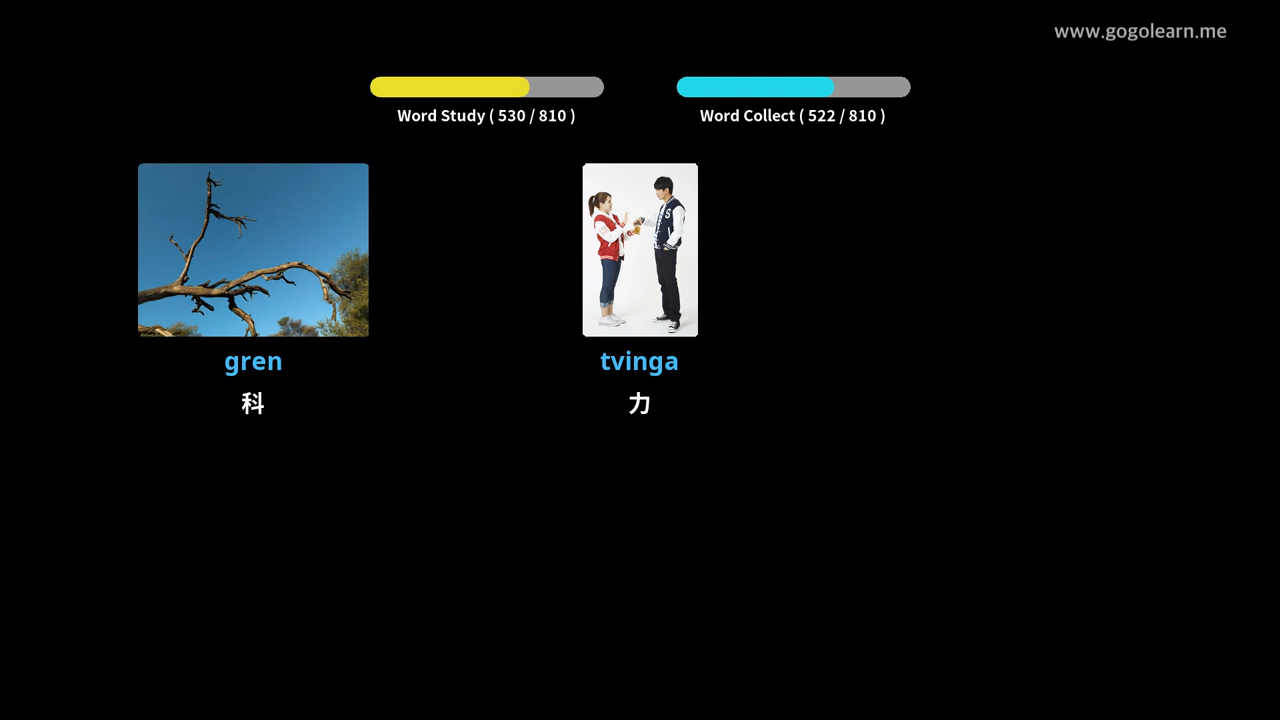 www.gogolearn.me
Word Study ( 530 / 810 )
Word Collect ( 522 / 810 )
gren
tvinga
科
力